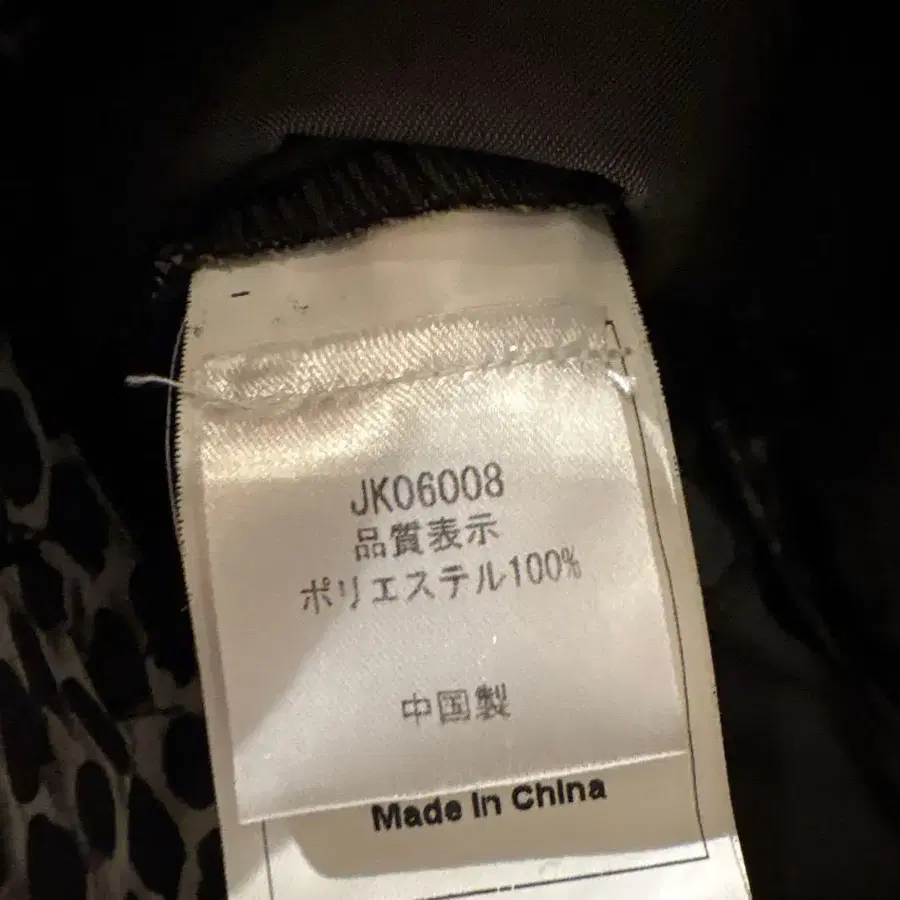 JK06008
品質表示
ポリエステル100%
中国製
Made In China